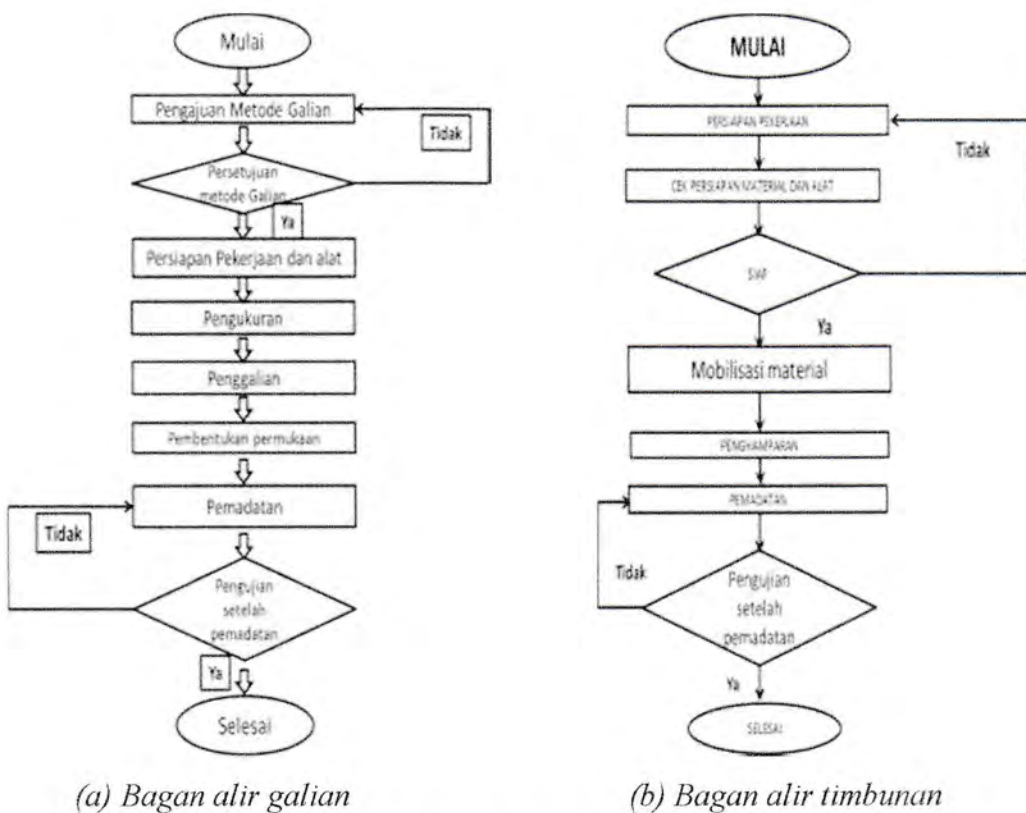 Mulai
Pengajuan Metode Galian
Tidak
Persetujuan
metode Galian
Ya
Persiapan Pekerjaan dan alat
Pengukuran
Penggalian
Pembentukan permukaan
Pemadatan
Tidak
Pengujian
setelah
pemadatan
Ya
Selesai
(a) Bagan alir galian
MULAI
PERSIAPAN PEKERJAAN
Tidak
CEK PERSIAPAN MATERIAL DAN ALAT
SIAP
Ya
Mobilisasi material
PENGHAMPARAN
PEMADATAN
Tidak
Pengujian
setelah
pemadatan
Ya
SELESAI
(b) Bagan alir timbunan